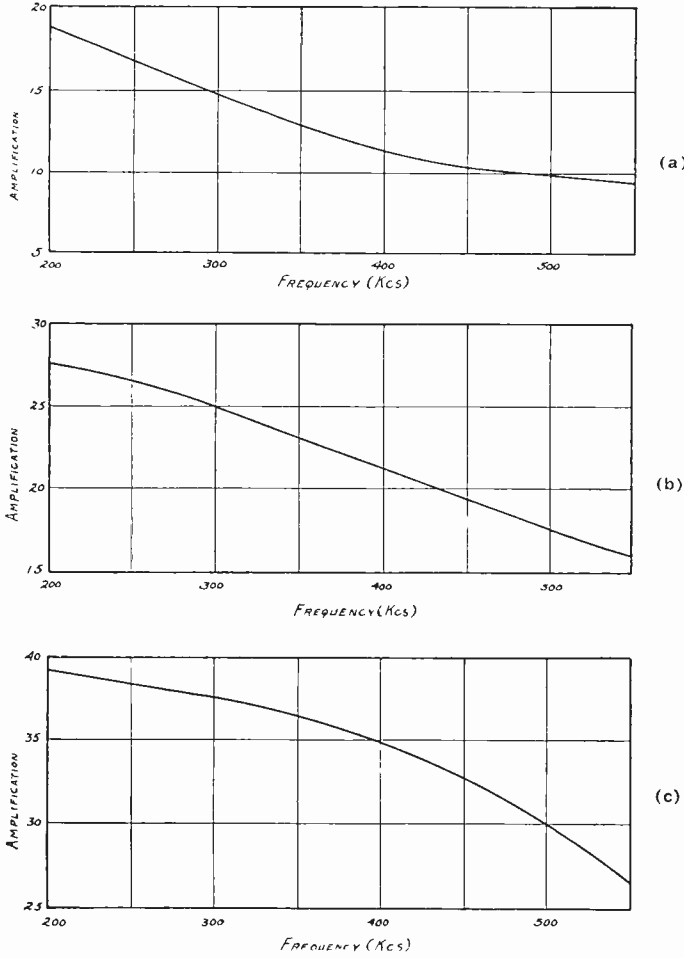 20
15
10
5
AMPLIFICATION
200 300 400 500
FREQUENCY (KCS)
(a)
30
25
20
15
AMPLIFICATION
200 300 400 500
FREQUENCY (KCS)
(b)
40
35
30
25
AMPLIFICATION
200 300 400 500
FREQUENCY (KCS)
(c)